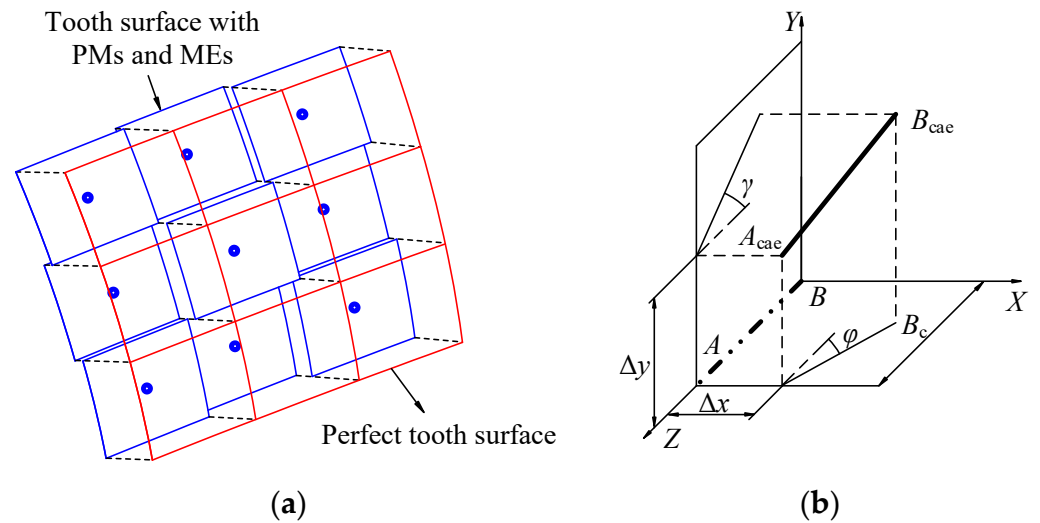 Tooth surface with
PMs and MEs
Perfect tooth surface
(a)
Y
B_cae
γ
A_cae
B
X
A
B_c
φ
Δy
Δx
Z
(b)